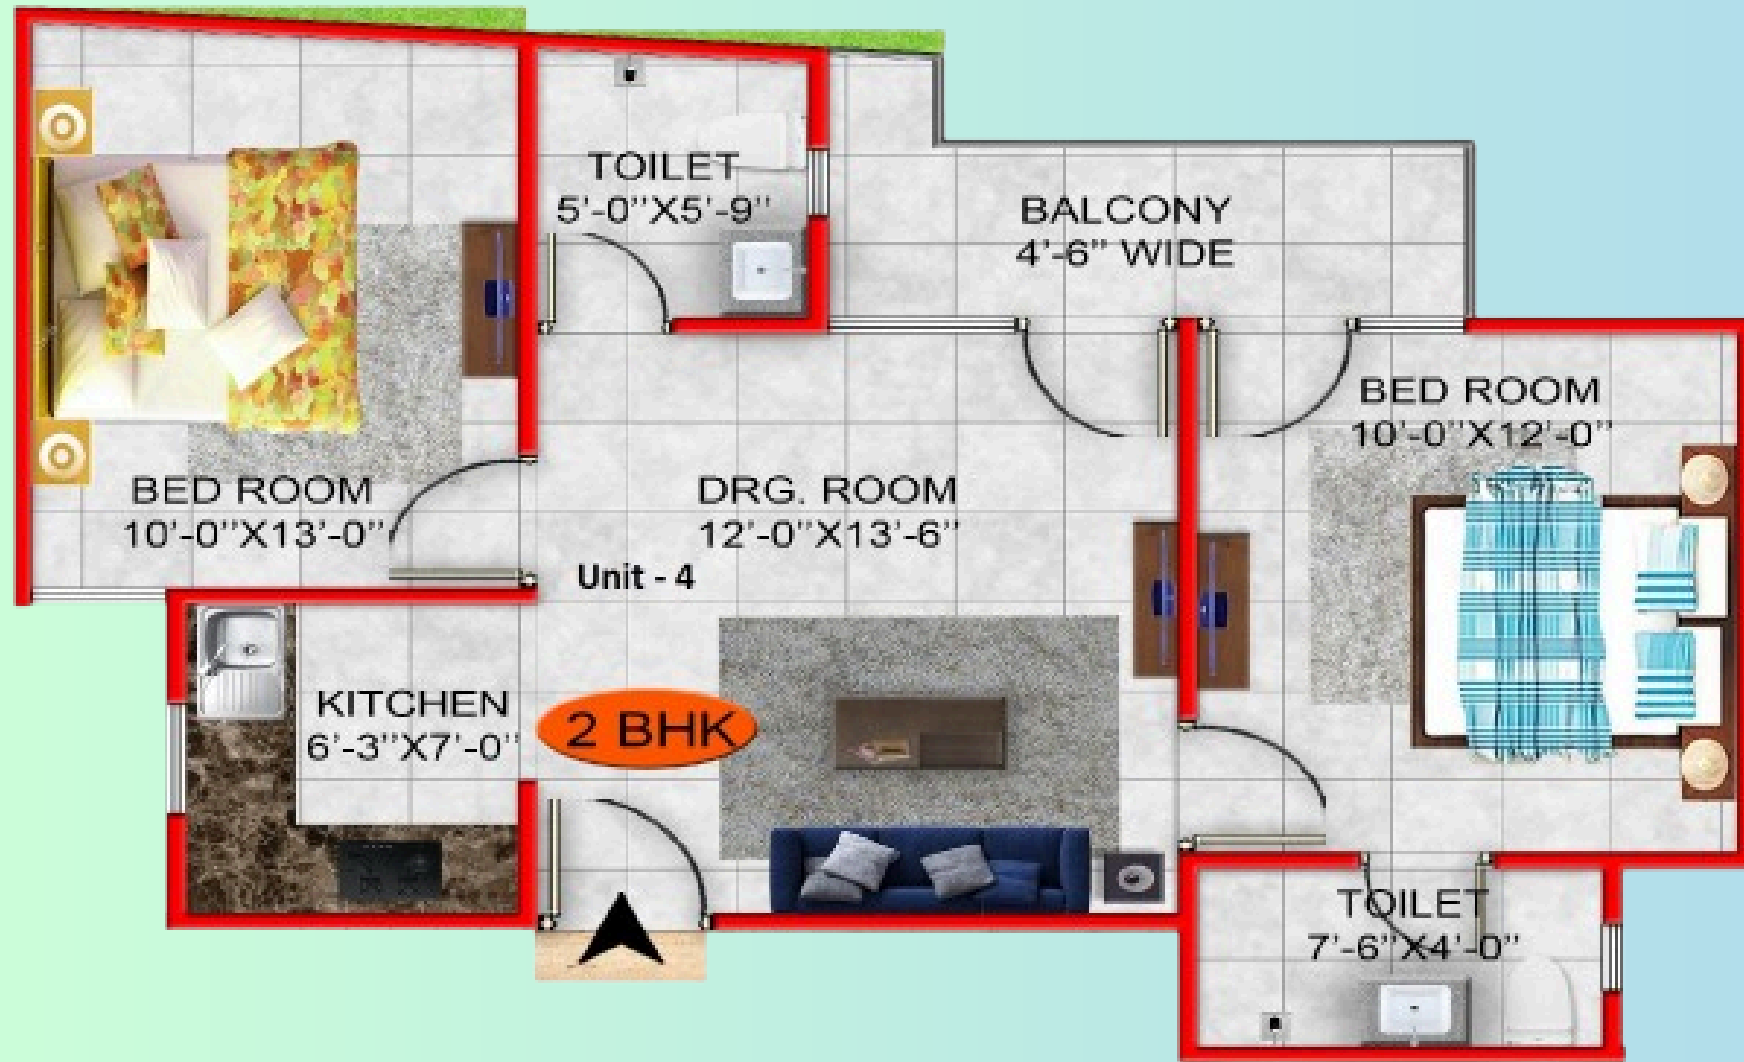 TOILET
5'-0"X5'-9"
BALCONY
4'-6" WIDE
BED ROOM
10'-0"X12'-0"
BED ROOM
10'-0"X13'-0"
DRG. ROOM
12'-0"X13'-6"
Unit - 4
KITCHEN
6'-3"X7'-0"
2 BHK
TOILET
7'-6"X4'-0"